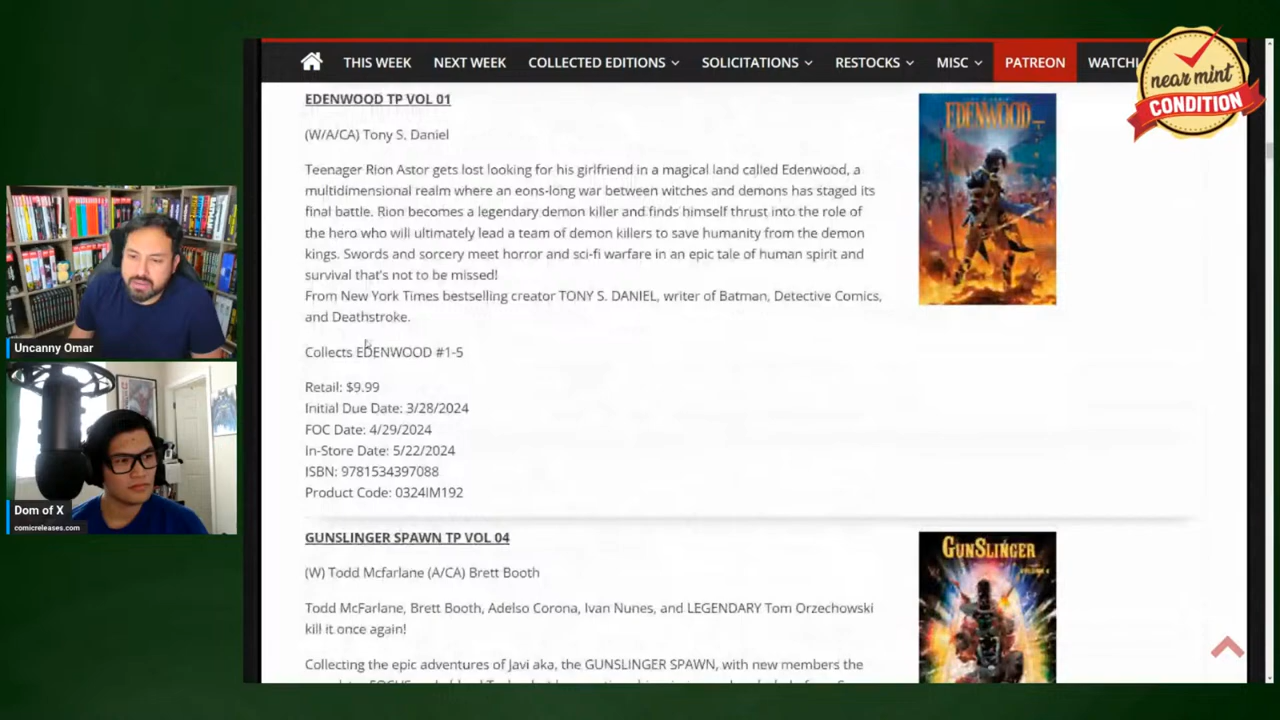 THIS WEEK NEXT WEEK COLLECTED EDITIONS SOLICITATIONS RESTOCKS MISC PATREON WATCHL
near mint
CONDITION
EDENWOOD TP VOL 01
(W/A/CA) Tony S. Daniel
Teenager Rion Astor gets lost looking for his girlfriend in a magical land called Edenwood, a
multidimensional realm where an eons-long war between witches and demons has staged its
final battle. Rion becomes a legendary demon killer and finds himself thrust into the role of
the hero who will ultimately lead a team of demon killers to save humanity from the demon
kings. Swords and sorcery meet horror and sci-fi warfare in an epic tale of human spirit and
survival that's not to be missed!
From New York Times bestselling creator TONY S. DANIEL, writer of Batman, Detective Comics,
and Deathstroke.
Collects EDENWOOD #1-5
Retail: $9.99
Initial Due Date: 3/28/2024
FOC Date: 4/29/2024
In-Store Date: 5/22/2024
ISBN: 9781534397088
Product Code: 0324IM192
EDENWOOD
GUNSLINGER SPAWN TP VOL 04
(W) Todd Mcfarlane (A/CA) Brett Booth
Todd McFarlane, Brett Booth, Adelso Corona, Ivan Nunes, and LEGENDARY Tom Orzechowski
kill it once again!
Collecting the epic adventures of Javi aka, the GUNSLINGER SPAWN, with new members the
GUNSLINGER
Uncanny Omar
Dom of X
comicreleases.com